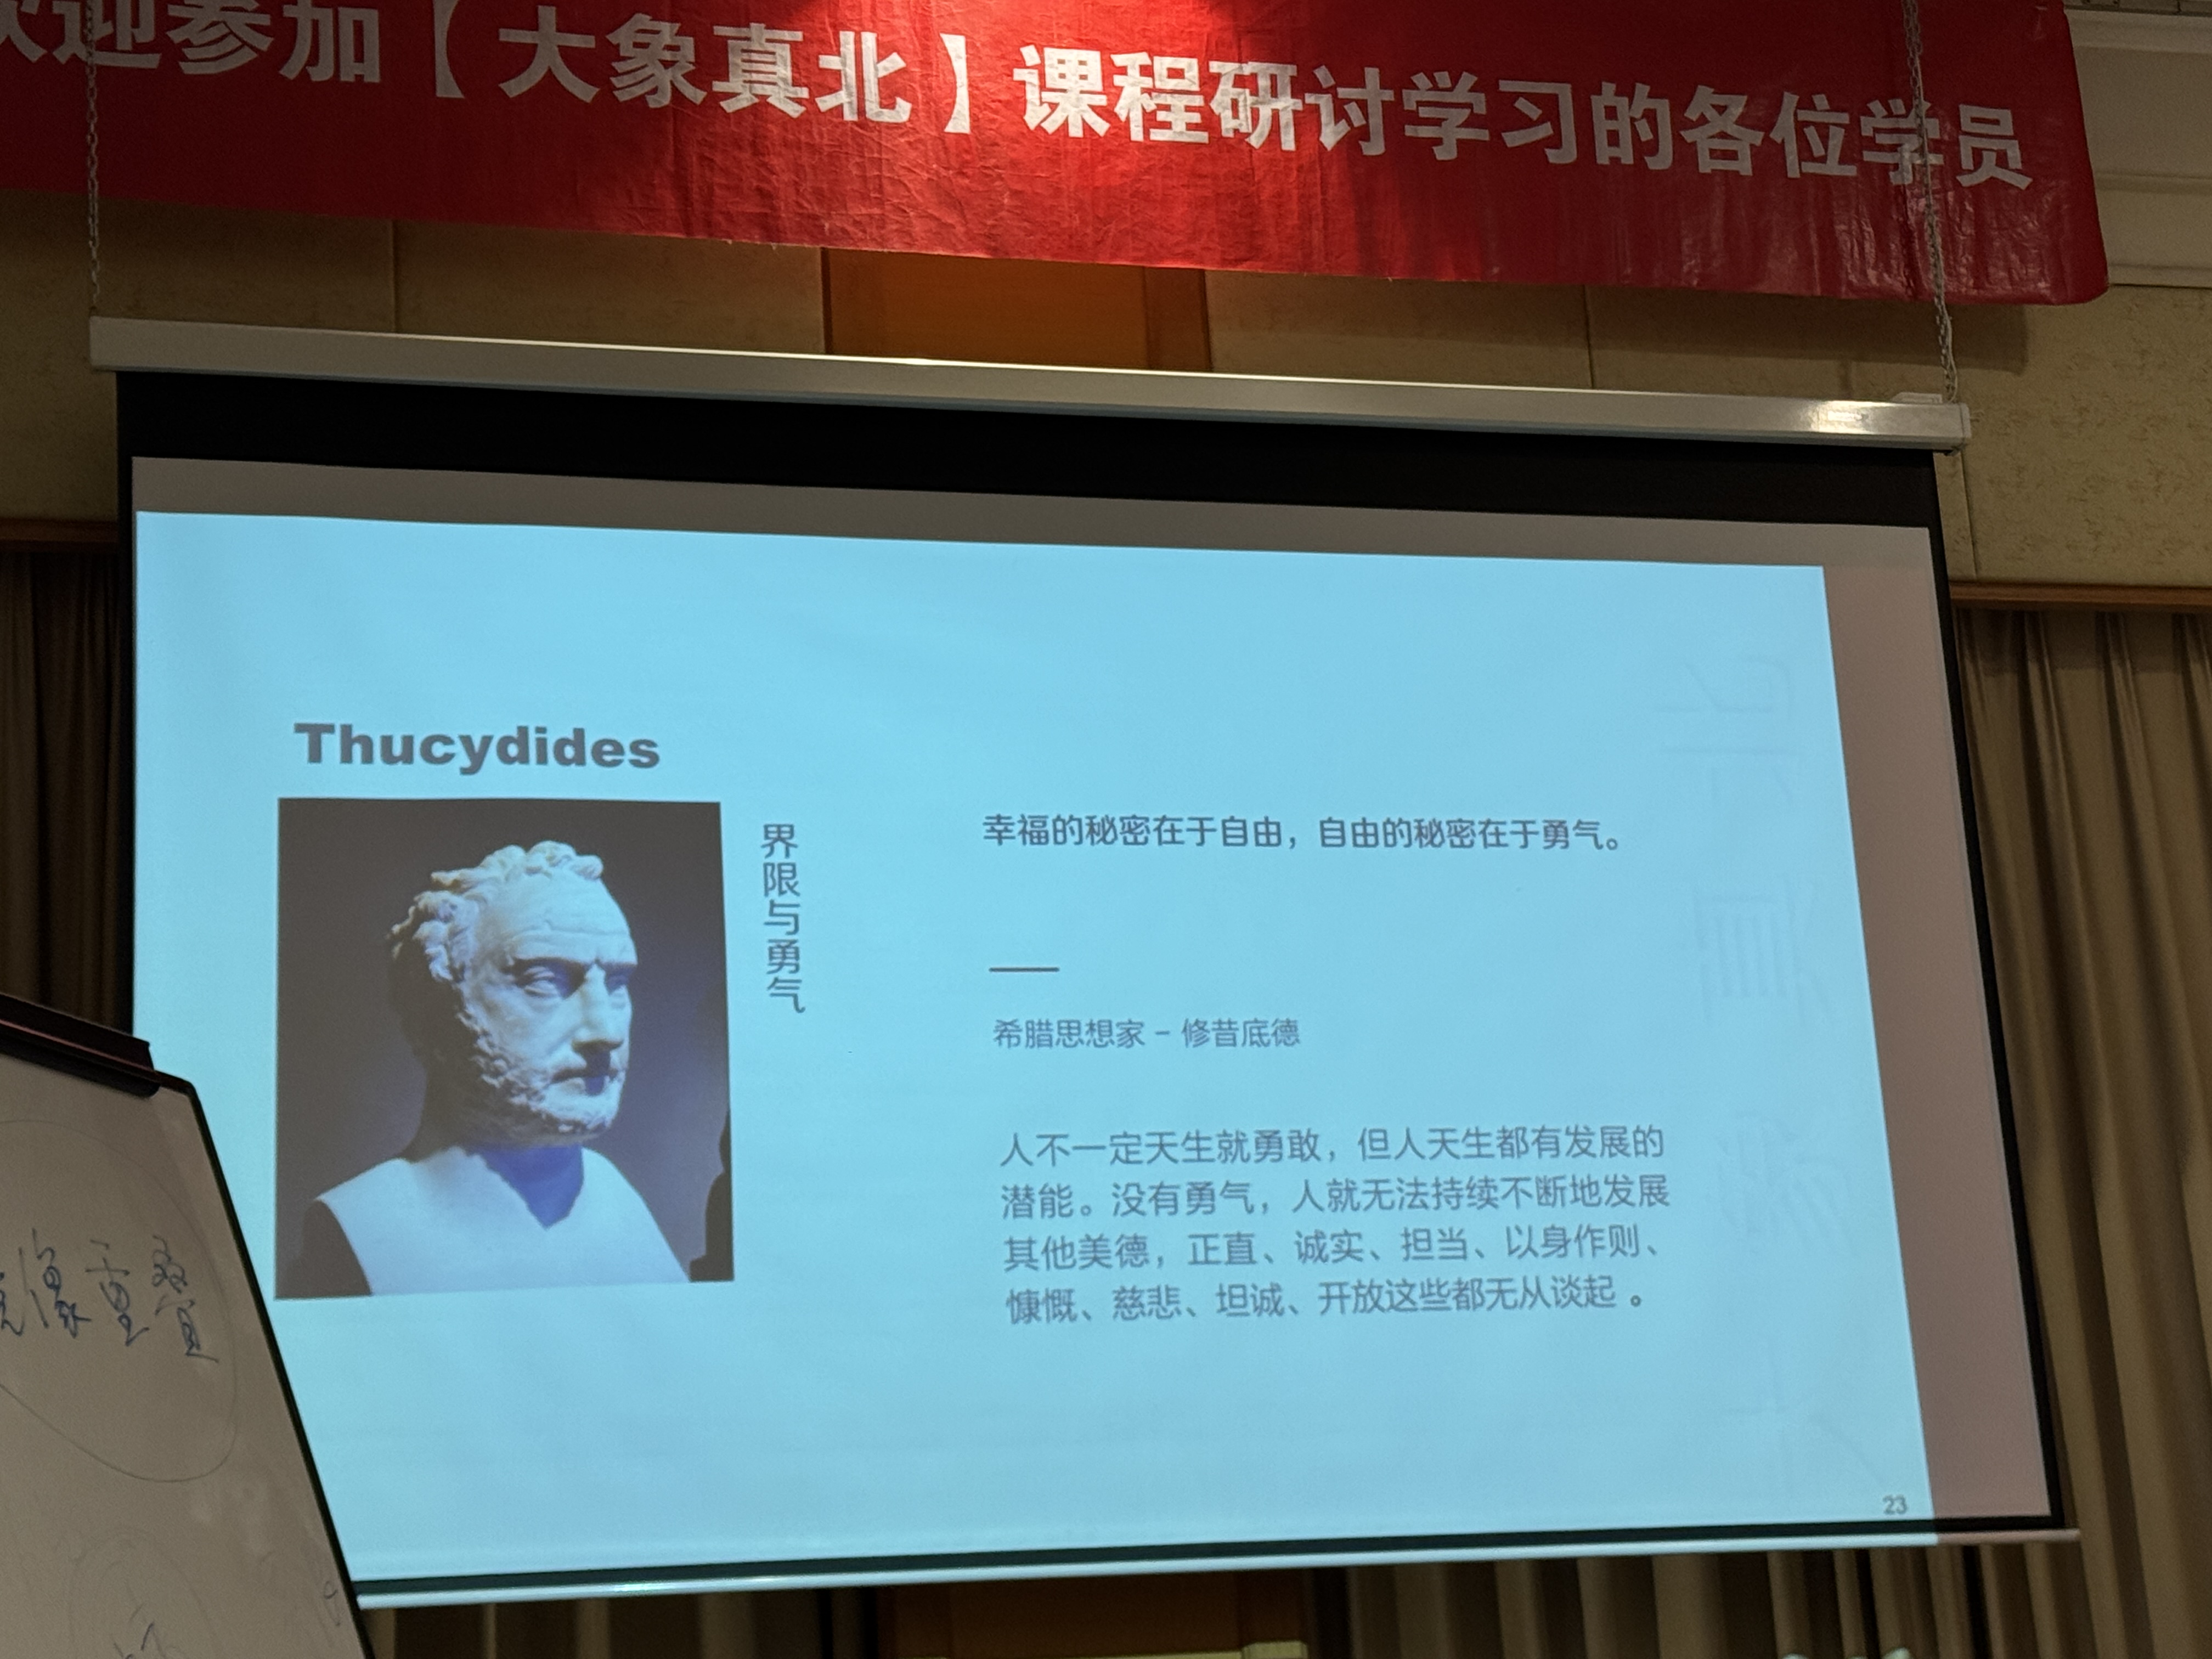 迎参加【大象真北】课程研讨学习的各位学员
Thucydides
界限与勇气
幸福的秘密在于自由，自由的秘密在于勇气。
希腊思想家 – 修昔底德
人不一定天生就勇敢，但人天生都有发展的
潜能。没有勇气，人就无法持续不断地发展
其他美德，正直、诚实、担当、以身作则、
慷慨、慈悲、坦诚、开放这些都无从谈起 。
23
像重叠